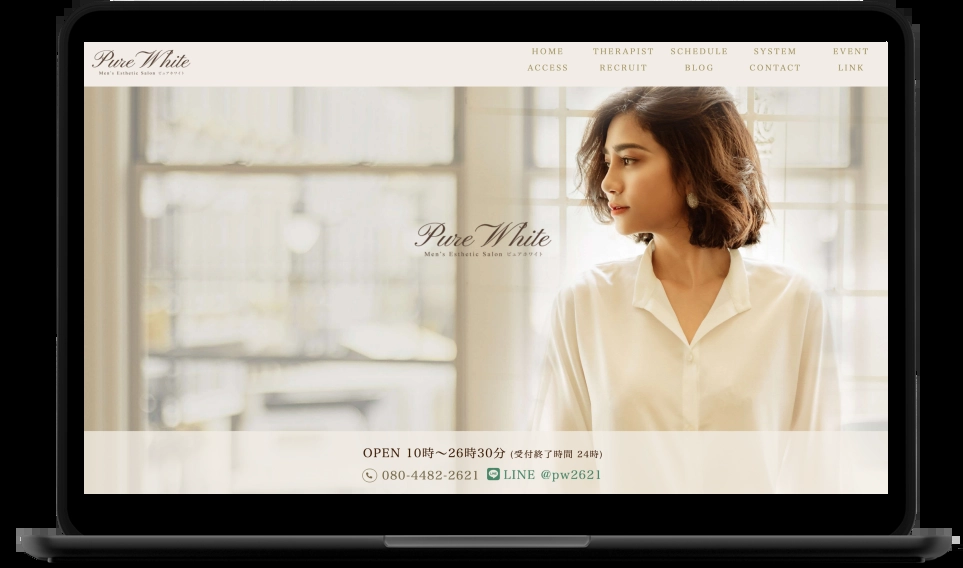 Pure White
Men's Esthetic Salon ピュアホワイト
HOME THERAPIST SCHEDULE SYSTEM EVENT
ACCESS RECRUIT BLOG CONTACT LINK
Pure White
Men's Esthetic Salon ピュアホワイト
OPEN 10時～26時30分 (受付終了時間 24時)
080-4482-2621 LINE @pw2621